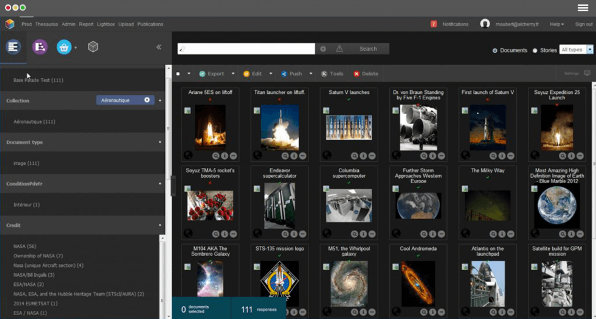 Prod Thesaurus Admin Report Lightbox Upload Publications
Notifications
Help
Sign out
Search
Documents
Stories
All types
Base Picture Test (111)
Collection
Aéronautique
Aéronautique (111)
Document type
image (111)
Interieur (1)
Credit
NASA (56)
Ownership of NASA (7)
Nasa (unique Aircraft section) (4)
NASA/Bill Ingalls (3)
ESA/NASA (2)
NASA, ESA, and the Hubble Heritage Team (STScI/AURA) (2)
2014 EUMETSAT (1)
ESA / NASA (1)
Export
Edit
Push
Tools
Delete
Settings
Ariane 5ES on liftoff
Titan launcher on liftoff.
Saturn V launches
Dr. von Braun Standing by Five F-1 Engines
First launch of Saturn V
Soyuz Expedition 25 Launch
Soyuz TMA-5 rocket's boosters
Endeavor supercalculator
Columbia supercomputer
Further Storm Approaches Western Europe
The Milky Way
Most Amazing High Definition Image of Earth - Blue Marble 2012
M104 AKA The Sombrero Galaxy
STS-135 mission logo
M51, the Whirlpool galaxy
Cool Andromeda
Atlantis on the launchpad
Satellite build for GPM mission
0 documents selected
111 responses